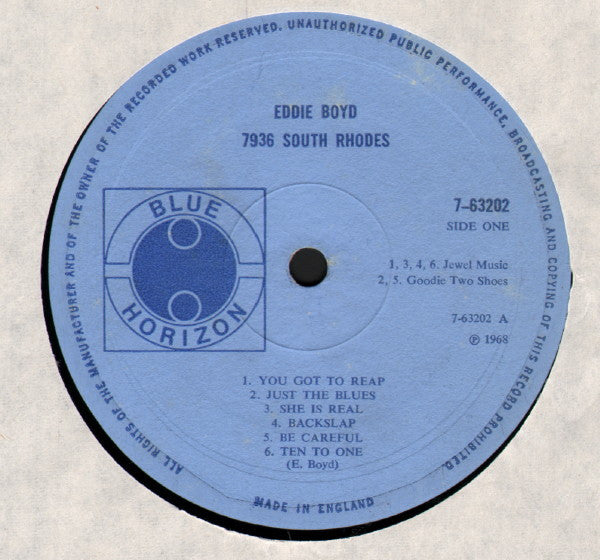 ALL RIGHTS OF THE MANUFACTURER AND OF THE OWNER OF THE RECORDED WORK RESERVED. UNAUTHORIZED PUBLIC PERFORMANCE, BROADCASTING AND COPYING OF THIS RECORD PROHIBITED.
EDDIE BOYD
7936 SOUTH RHODES
BLUE
HORIZON
7-63202
SIDE ONE
1, 3, 4, 6. Jewel Music
2, 5. Goodie Two Shoes
7-63202 A
℗ 1968
1. YOU GOT TO REAP
2. JUST THE BLUES
3. SHE IS REAL
4. BACKSLAP
5. BE CAREFUL
6. TEN TO ONE
(E. Boyd)
MADE IN ENGLAND